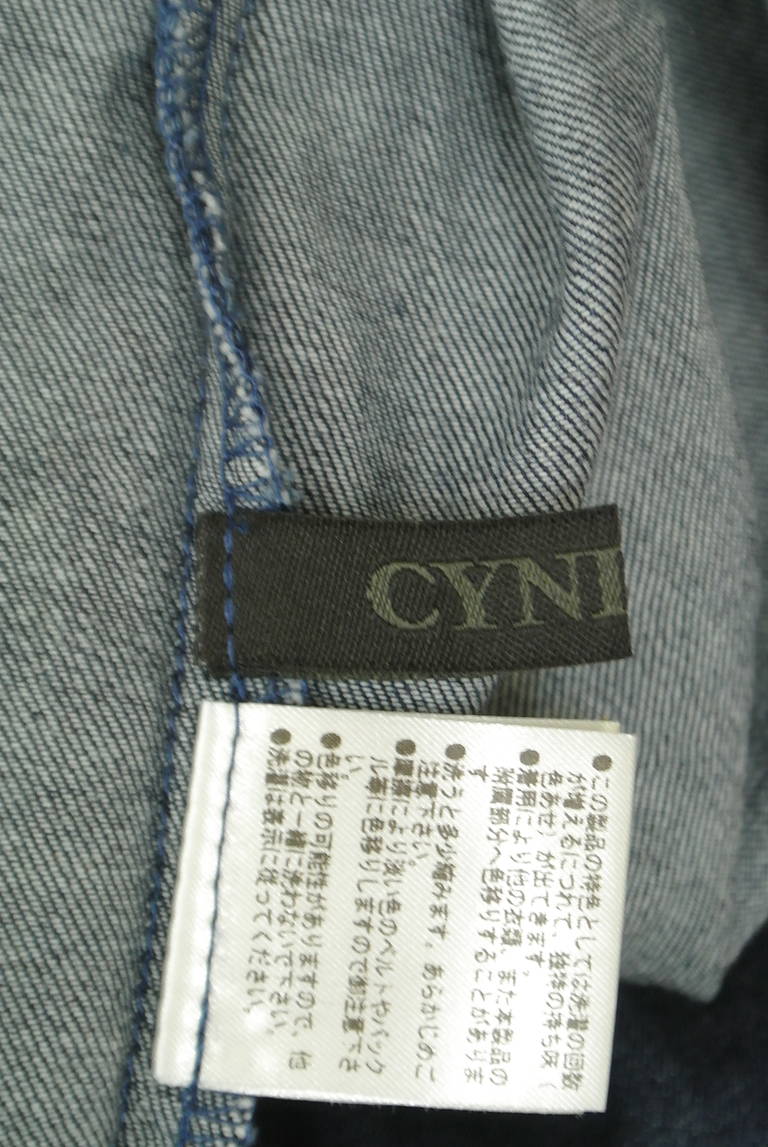 CYNI
●この製品の特色としては洗濯の回数
が増えるにつれて、独特の持ち味（
色あせ）が出てきます。
●着用により他の衣類、また本製品の
附属部分へ色移りすることがありま
す
●洗うと多少縮みます。あらかじめご
注意下さい。
●摩擦により淡い色のベルトやバック
ル等に色移りしますので御注意下さ
い。
●色移りの可能性がありますので、他
の物と一緒に洗わないで下さい。
●洗濯は表示に従ってください。